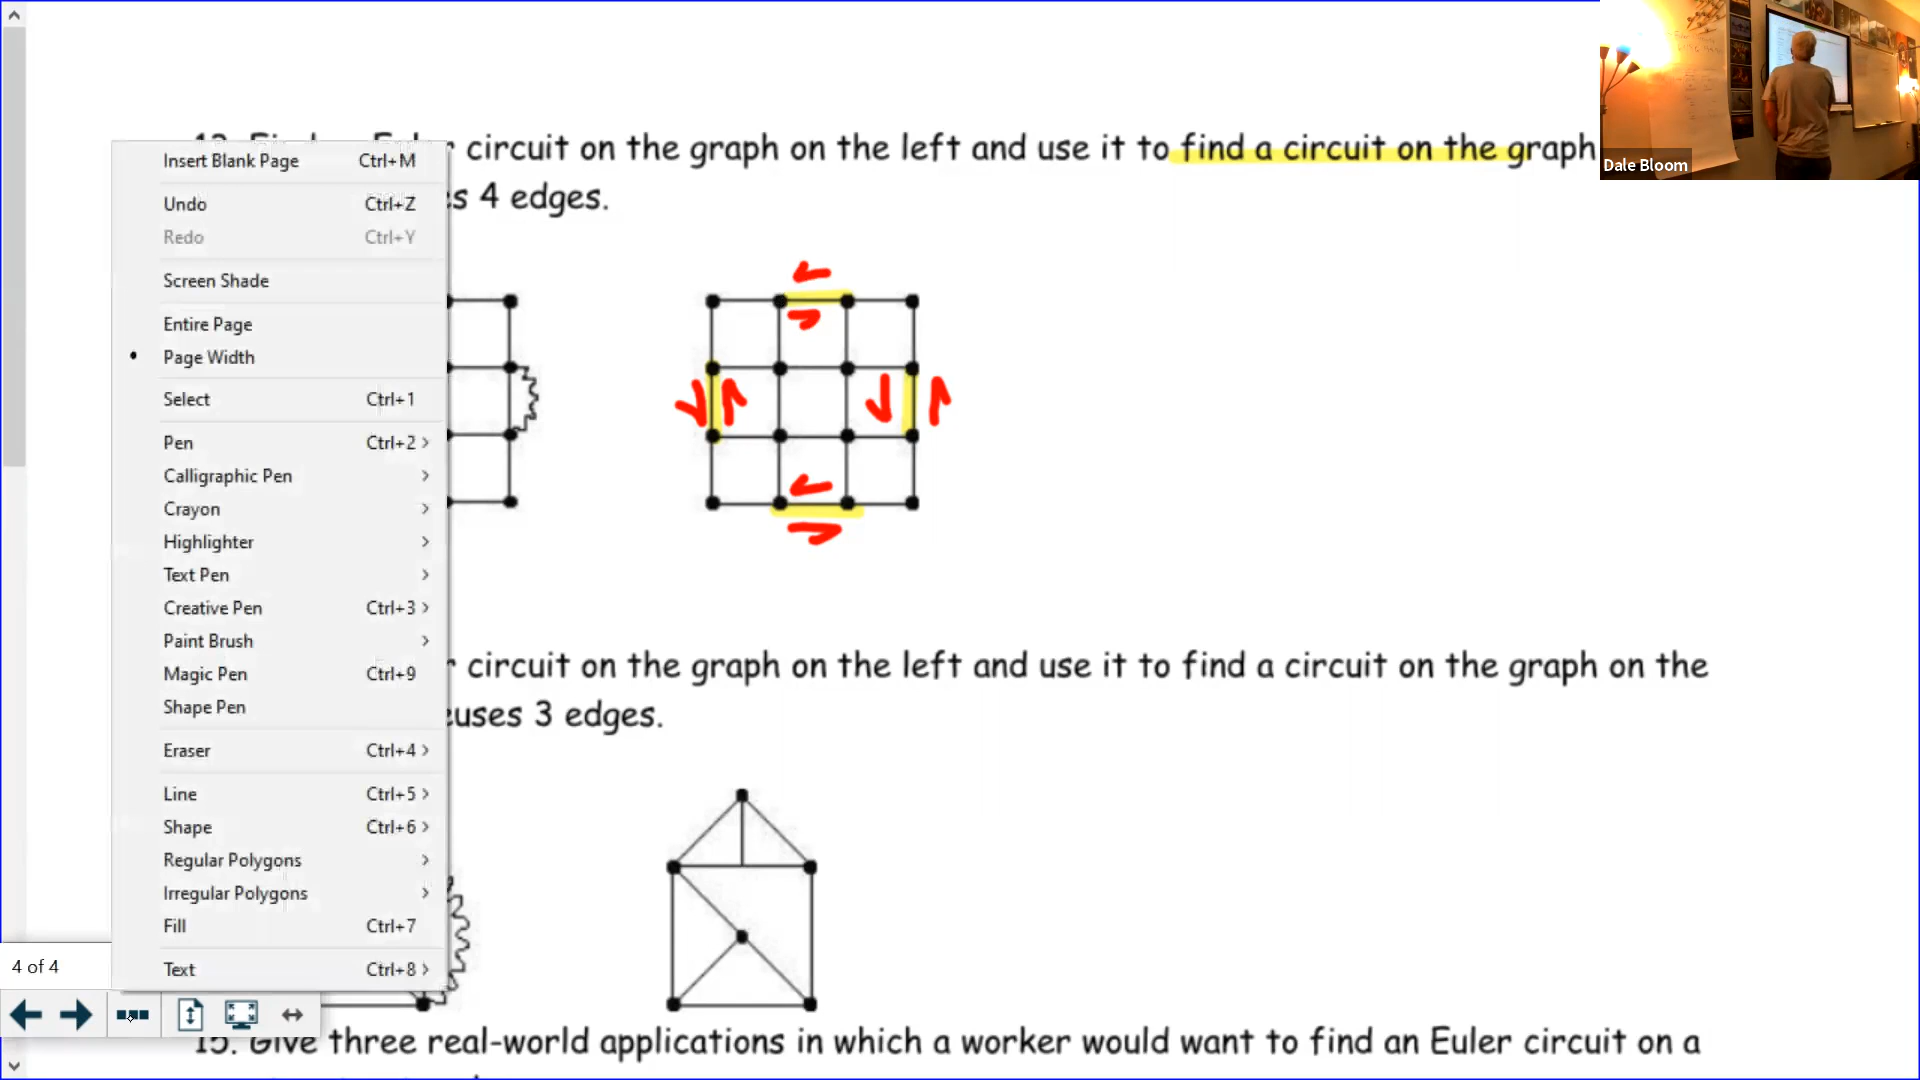 circuit on the graph on the left and use it to find a circuit on the graph
s 4 edges.
Dale Bloom
Insert Blank Page Ctrl+M
Undo Ctrl+Z
Redo Ctrl+Y
Screen Shade
Entire Page
Page Width
Select Ctrl+1
Pen Ctrl+2
Calligraphic Pen
Crayon
Highlighter
Text Pen
Creative Pen Ctrl+3
Paint Brush
Magic Pen Ctrl+9
Shape Pen
Eraser Ctrl+4
Line Ctrl+5
Shape Ctrl+6
Regular Polygons
Irregular Polygons
Fill Ctrl+7
Text Ctrl+8
circuit on the graph on the left and use it to find a circuit on the graph on the
euses 3 edges.
4 of 4
15. Give three real-world applications in which a worker would want to find an Euler circuit on a